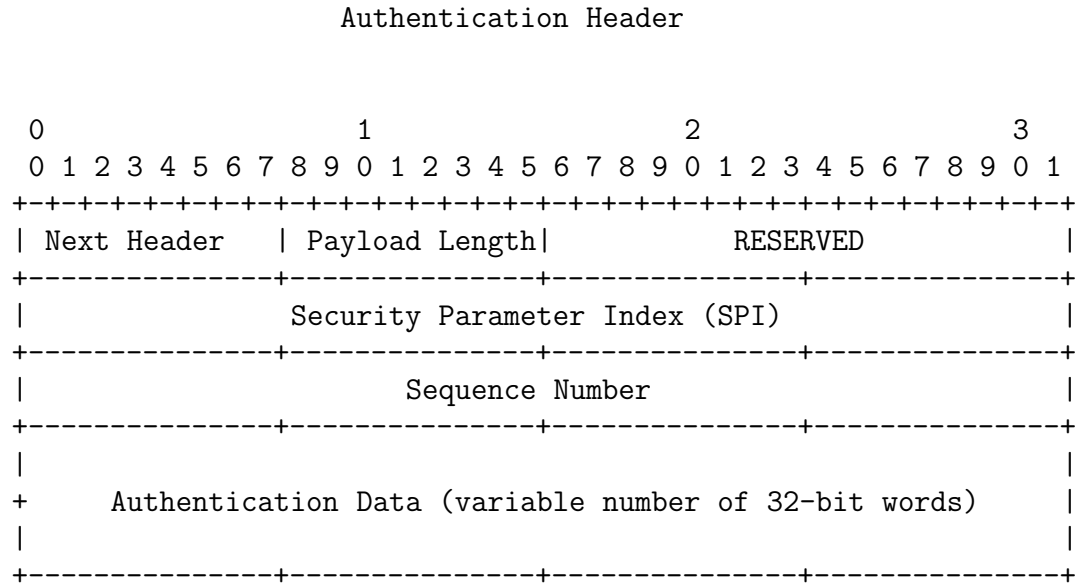 Authentication Header
0 1 2 3
0 1 2 3 4 5 6 7 8 9 0 1 2 3 4 5 6 7 8 9 0 1 2 3 4 5 6 7 8 9 0 1
+-+-+-+-+-+-+-+-+-+-+-+-+-+-+-+-+-+-+-+-+-+-+-+-+-+-+-+-+-+-+-+-+
| Next Header | Payload Length| RESERVED |
+---------------+---------------+---------------+---------------+
| Security Parameter Index (SPI) |
+---------------+---------------+---------------+---------------+
| Sequence Number |
+---------------+---------------+---------------+---------------+
| |
+ Authentication Data (variable number of 32-bit words) |
| |
+---------------+---------------+---------------+---------------+